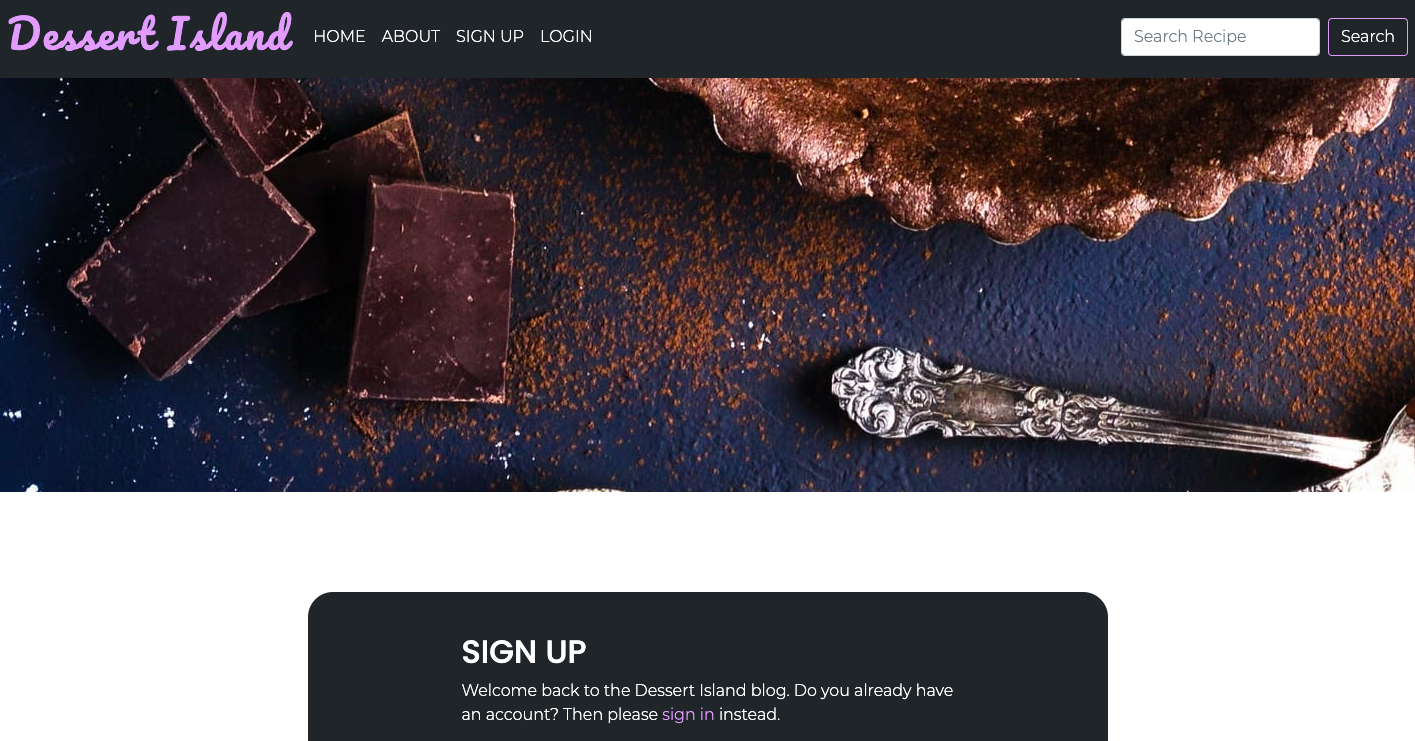 Dessert Island
HOME ABOUT SIGN UP LOGIN
Search Recipe Search
SIGN UP
Welcome back to the Dessert Island blog. Do you already have
an account? Then please sign in instead.